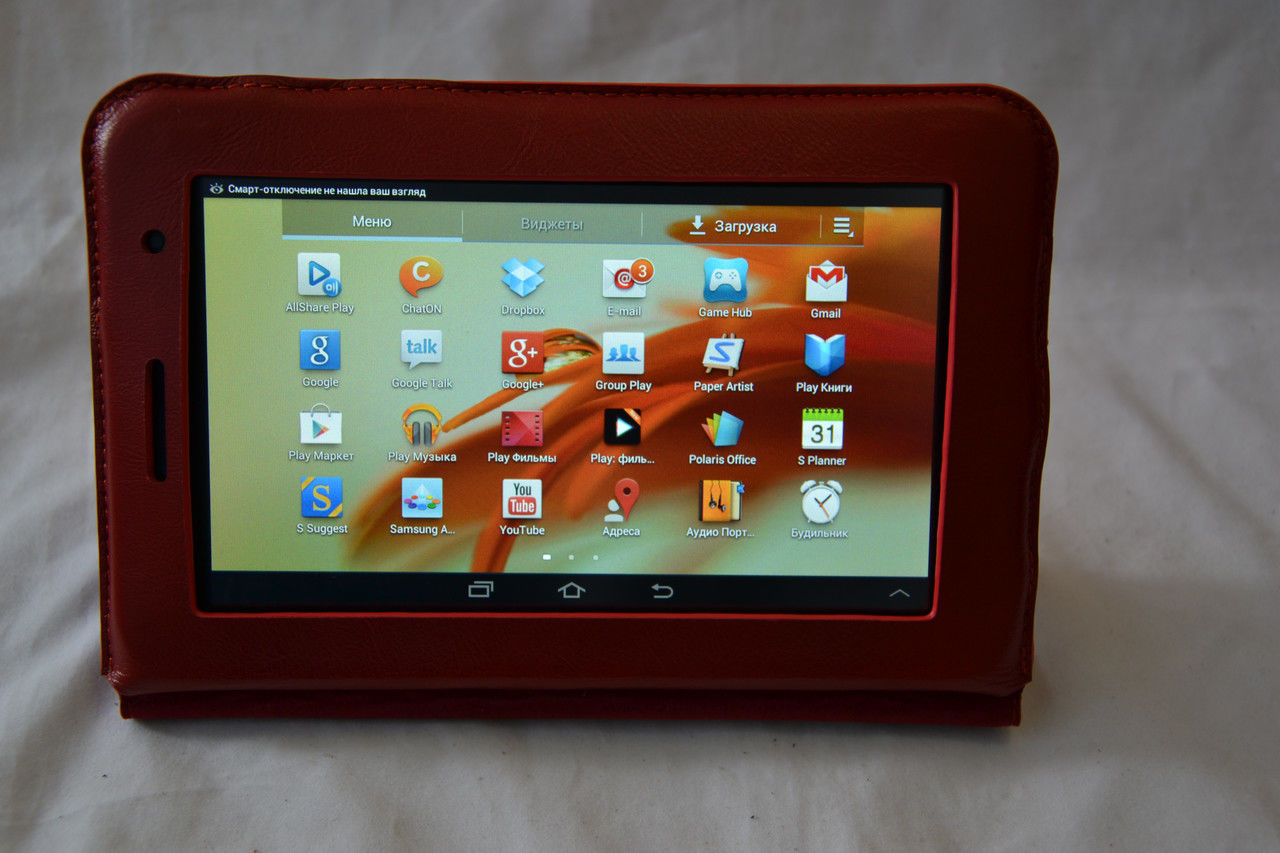 Смарт-отключение не нашла ваш взгляд
Меню Виджеты Загрузка
C 3
AllShare Play ChatON Dropbox E-mail Game Hub Gmail
g talk g+ S
Google Google Talk Google+ Group Play Paper Artist Play Книги
31
Play Маркет Play Музыка Play Фильмы Play: филь... Polaris Office S Planner
S You Tube
S Suggest Samsung A... YouTube Адреса Аудио Порт... Будильник